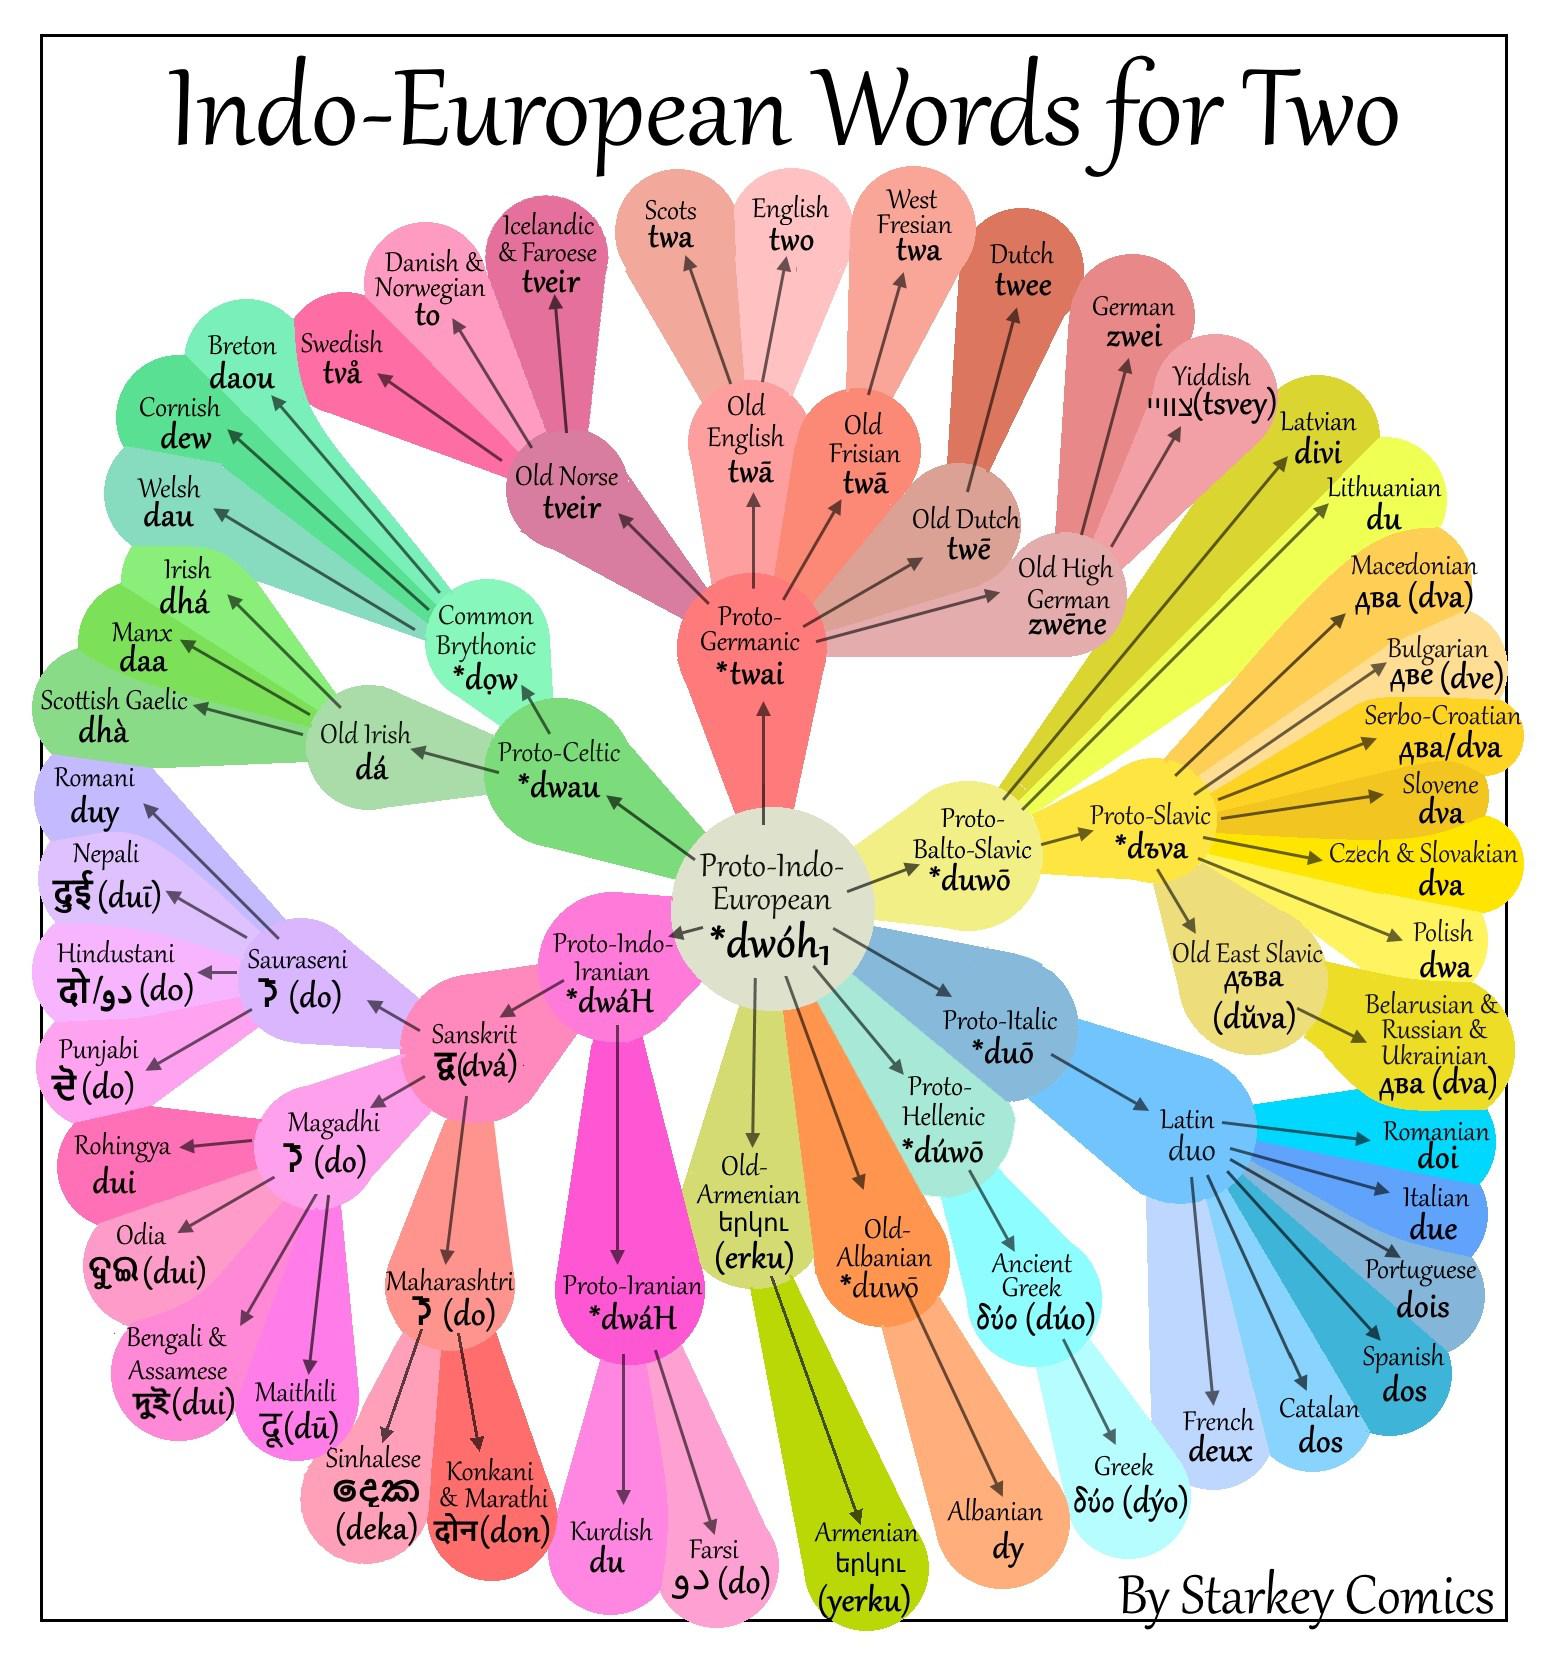 Indo-European Words for Two
Scots
twa
English
two
West
Fresian
twa
Dutch
twee
German
zwei
Yiddish
צוויי(tsvey)
Icelandic
& Faroese
tveir
Danish &
Norwegian
to
Swedish
två
Old Norse
tveir
Old
English
twā
Old
Frisian
twā
Old Dutch
twē
Old High
German
zwēne
Proto-
Germanic
*twai
Breton
daou
Cornish
dew
Welsh
dau
Common
Brythonic
*dọw
Irish
dhá
Manx
daa
Scottish Gaelic
dhà
Old Irish
dá
Proto-Celtic
*dwau
Latvian
divi
Lithuanian
du
Macedonian
два (dva)
Bulgarian
две (dve)
Serbo-Croatian
два/dva
Slovene
dva
Czech & Slovakian
dva
Polish
dwa
Proto-
Balto-Slavic
*duwō
Proto-Slavic
*dъva
Old East Slavic
дъва
(dŭva)
Belarusian &
Russian &
Ukrainian
два (dva)
Proto-Indo-
European
*dwóh₁
Romani
duy
Nepali
दुई (duī)
Hindustani
दो/دو (do)
Punjabi
ਦੋ (do)
Sauraseni
(do)
Proto-Indo-
Iranian
*dwáH
Sanskrit
द्व(dvá)
Magadhi
(do)
Rohingya
dui
Odia
ଦୁଇ (dui)
Bengali &
Assamese
দুই(dui)
Maithili
दू(dū)
Maharashtri
(do)
Sinhalese
දෙක
(deka)
Konkani
& Marathi
दोन(don)
Proto-Iranian
*dwáH
Kurdish
du
Farsi
دو (do)
Old-
Armenian
երկու
(erku)
Armenian
երկու
(yerku)
Old-
Albanian
*duwō
Albanian
dy
Proto-
Hellenic
*dúwō
Ancient
Greek
δύο (dúo)
Greek
δύο (dýo)
Proto-Italic
*duō
Latin
duo
Romanian
doi
Italian
due
Portuguese
dois
Spanish
dos
Catalan
dos
French
deux
By Starkey Comics